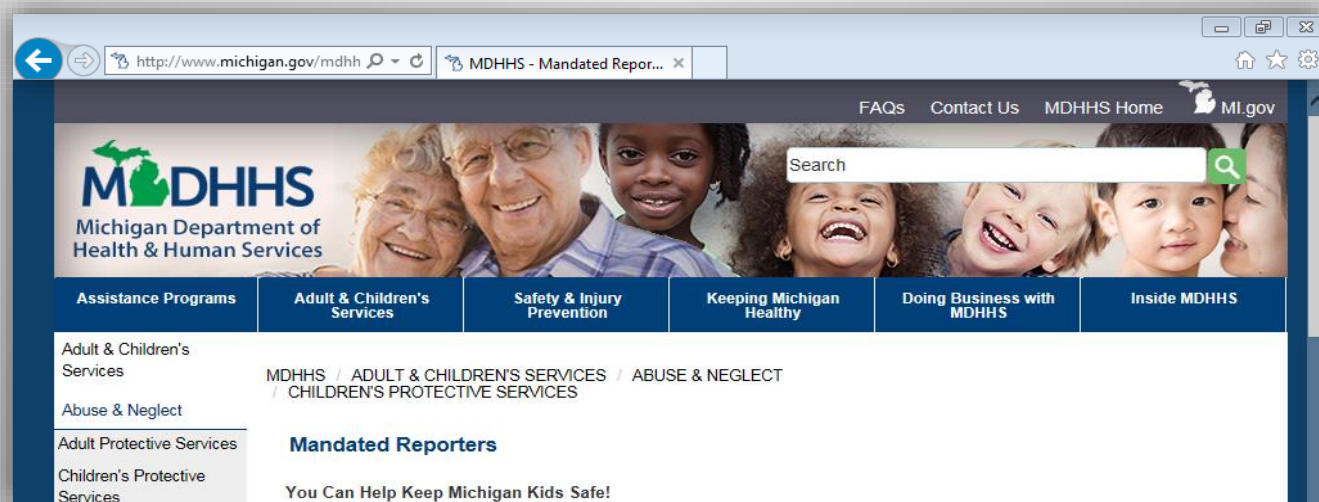 http://www.michigan.gov/mdhh
MDHHS - Mandated Repor...
FAQs Contact Us MDHHS Home MI.gov
Search
MDHHS
Michigan Department of
Health & Human Services
Assistance Programs
Adult & Children's
Services
Safety & Injury
Prevention
Keeping Michigan
Healthy
Doing Business with
MDHHS
Inside MDHHS
Adult & Children's
Services
Abuse & Neglect
Adult Protective Services
Children's Protective
Services
MDHHS / ADULT & CHILDREN'S SERVICES / ABUSE & NEGLECT
/ CHILDREN'S PROTECTIVE SERVICES
Mandated Reporters
You Can Help Keep Michigan Kids Safe!